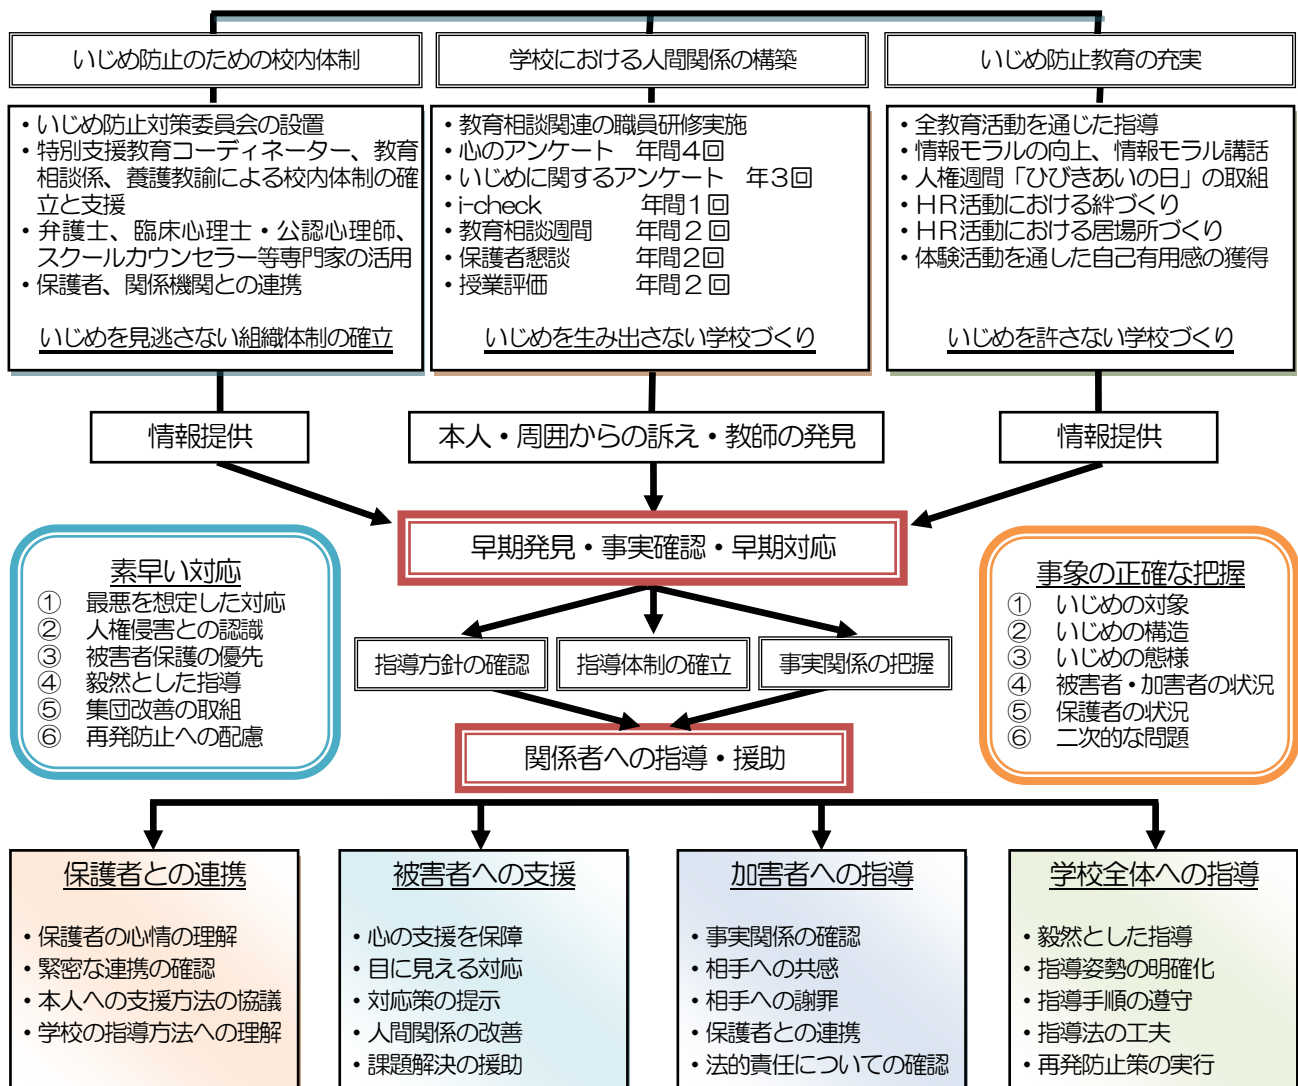 いじめ防止のための校内体制
学校における人間関係の構築
いじめ防止教育の充実
・いじめ防止対策委員会の設置
・特別支援教育コーディネーター、教育
相談係、養護教諭による校内体制の確
立と支援
・弁護士、臨床心理士・公認心理師、
スクールカウンセラー等専門家の活用
・保護者、関係機関との連携
いじめを見逃さない組織体制の確立
・教育相談関連の職員研修実施
・心のアンケート　年間４回
・いじめに関するアンケート　年３回
・i-check　年間１回
・教育相談週間　年間２回
・保護者懇談　年間２回
・授業評価　年間２回
いじめを生み出さない学校づくり
・全教育活動を通じた指導
・情報モラルの向上、情報モラル講話
・人権週間「ひびきあいの日」の取組
・ＨＲ活動における絆づくり
・ＨＲ活動における居場所づくり
・体験活動を通した自己有用感の獲得
いじめを許さない学校づくり
情報提供
本人・周囲からの訴え・教師の発見
情報提供
早期発見・事実確認・早期対応
素早い対応
①　最悪を想定した対応
②　人権侵害との認識
③　被害者保護の優先
④　毅然とした指導
⑤　集団改善の取組
⑥　再発防止への配慮
事象の正確な把握
①　いじめの対象
②　いじめの構造
③　いじめの態様
④　被害者・加害者の状況
⑤　保護者の状況
⑥　二次的な問題
指導方針の確認
指導体制の確立
事実関係の把握
関係者への指導・援助
保護者との連携
・保護者の心情の理解
・緊密な連携の確認
・本人への支援方法の協議
・学校の指導方法への理解
被害者への支援
・心の支援を保障
・目に見える対応
・対応策の提示
・人間関係の改善
・課題解決の援助
加害者への指導
・事実関係の確認
・相手への共感
・相手への謝罪
・保護者との連携
・法的責任についての確認
学校全体への指導
・毅然とした指導
・指導姿勢の明確化
・指導手順の遵守
・指導法の工夫
・再発防止策の実行